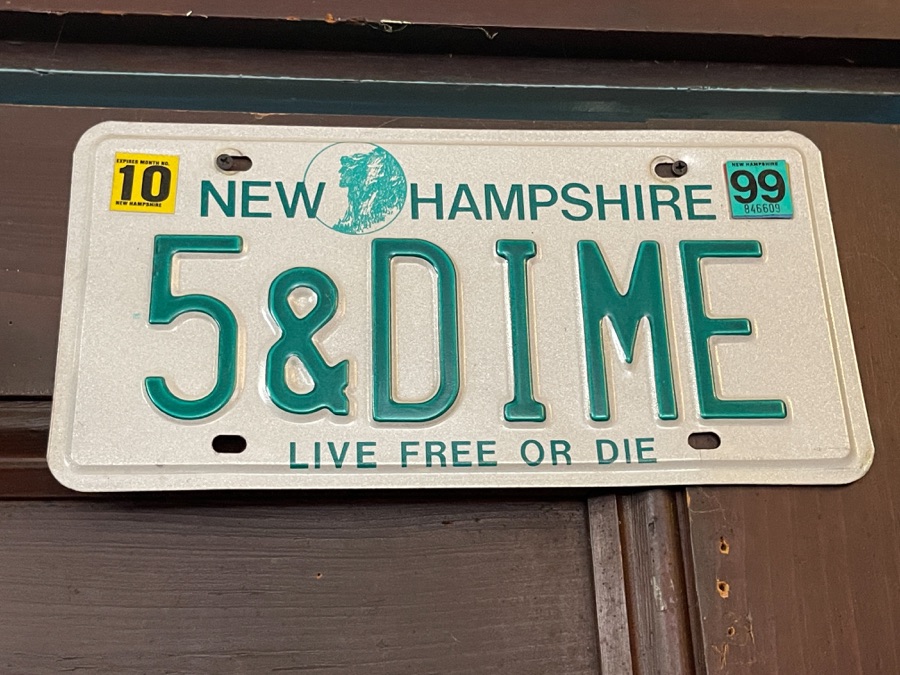 EXPIRES MONTH NO.
10
NEW HAMPSHIRE
NEW HAMPSHIRE
NEW HAMPSHIRE
99
846609
5&DIME
LIVE FREE OR DIE